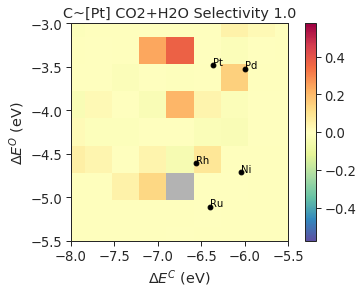 C~[Pt] CO2+H2O Selectivity 1.0
−3.0
−3.5
−4.0
−4.5
−5.0
−5.5
ΔE^O (eV)
Pt
Pd
Rh
Ni
Ru
−8.0 −7.5 −7.0 −6.5 −6.0 −5.5
ΔE^C (eV)
0.4
0.2
0.0
−0.2
−0.4